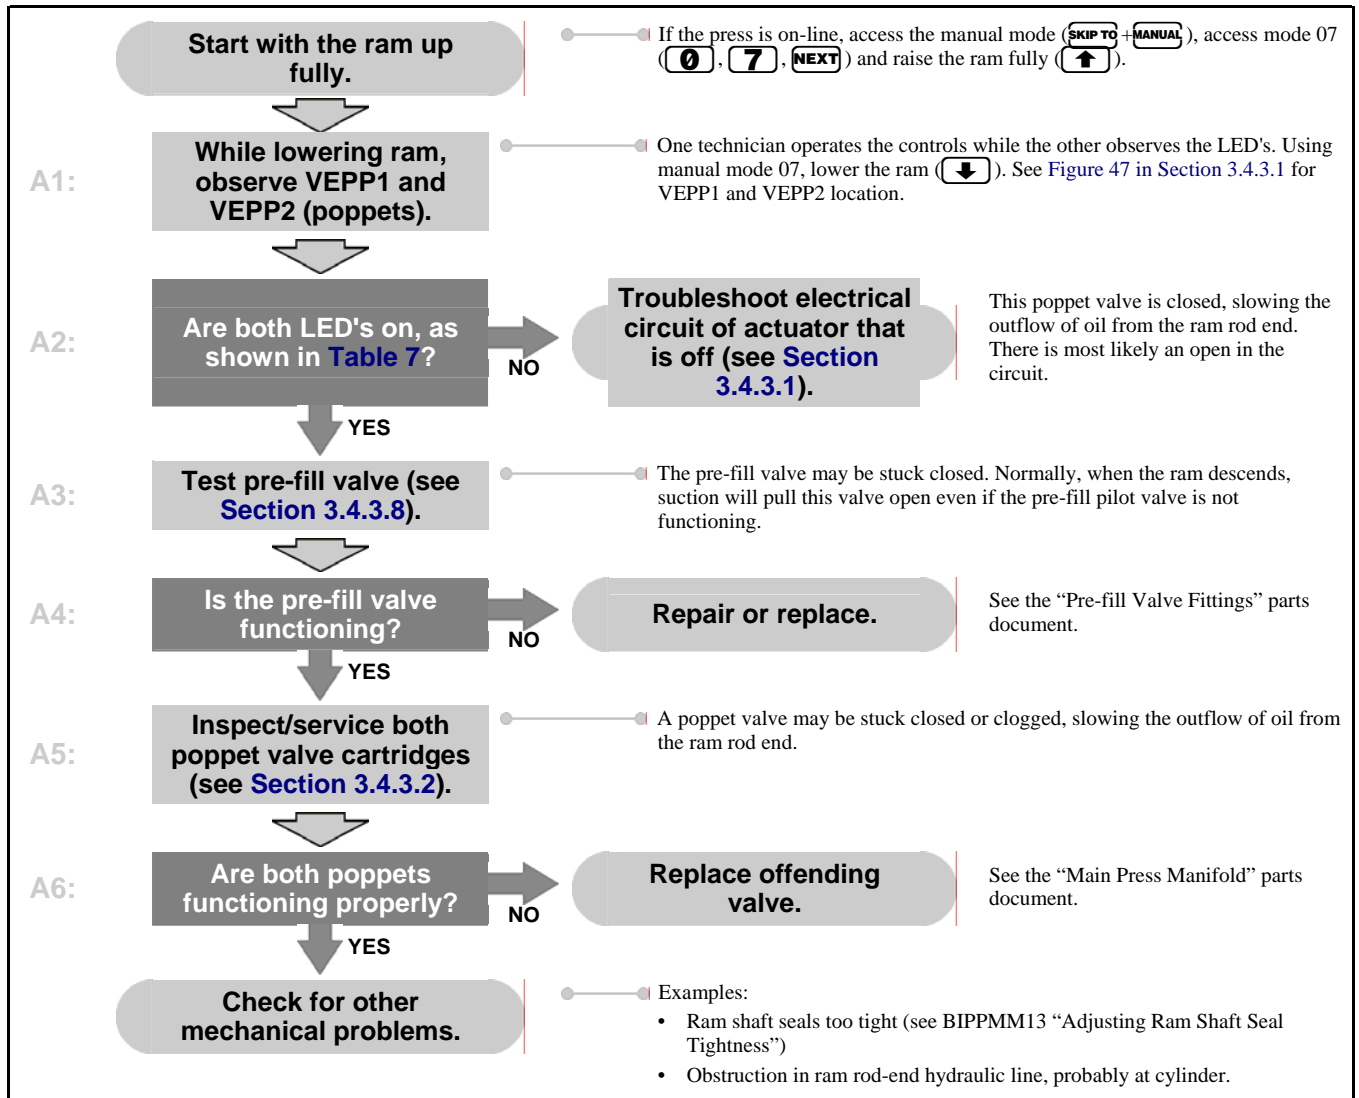 Start with the ram up
fully.
If the press is on-line, access the manual mode (SKIP TO+MANUAL), access mode 07
(0, 7, NEXT) and raise the ram fully (⬆).
A1:
While lowering ram,
observe VEPP1 and
VEPP2 (poppets).
One technician operates the controls while the other observes the LED's. Using
manual mode 07, lower the ram (⬇). See Figure 47 in Section 3.4.3.1 for
VEPP1 and VEPP2 location.
A2:
Are both LED's on, as
shown in Table 7?
NO
Troubleshoot electrical
circuit of actuator that
is off (see Section
3.4.3.1).
This poppet valve is closed, slowing the
outflow of oil from the ram rod end.
There is most likely an open in the
circuit.
YES
A3:
Test pre-fill valve (see
Section 3.4.3.8).
The pre-fill valve may be stuck closed. Normally, when the ram descends,
suction will pull this valve open even if the pre-fill pilot valve is not
functioning.
A4:
Is the pre-fill valve
functioning?
NO
Repair or replace.
See the “Pre-fill Valve Fittings” parts
document.
YES
A5:
Inspect/service both
poppet valve cartridges
(see Section 3.4.3.2).
A poppet valve may be stuck closed or clogged, slowing the outflow of oil from
the ram rod end.
A6:
Are both poppets
functioning properly?
NO
Replace offending
valve.
See the “Main Press Manifold” parts
document.
YES
Check for other
mechanical problems.
Examples:
• Ram shaft seals too tight (see BIPPMM13 “Adjusting Ram Shaft Seal
Tightness”)
• Obstruction in ram rod-end hydraulic line, probably at cylinder.